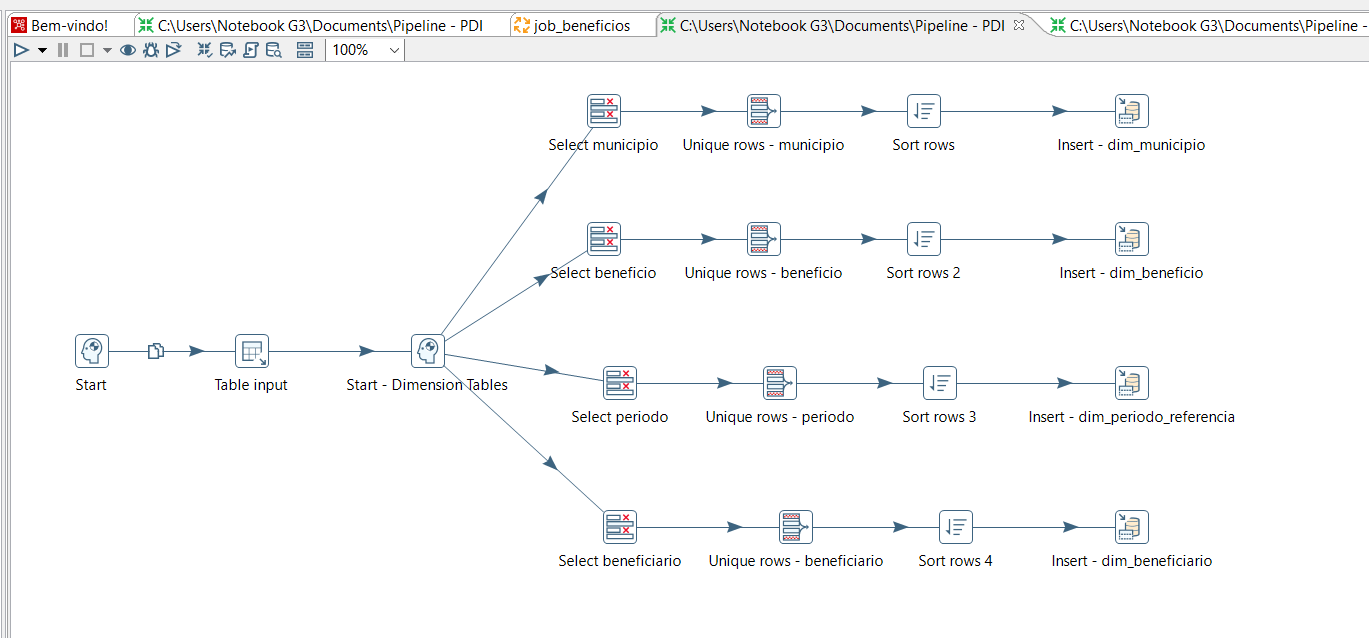 Bem-vindo!
C:\Users\Notebook G3\Documents\Pipeline - PDI
job_beneficios
C:\Users\Notebook G3\Documents\Pipeline - PDI
C:\Users\Notebook G3\Documents\Pipeline -
100%
Select municipio
Unique rows - municipio
Sort rows
Insert - dim_municipio
Select beneficio
Unique rows - beneficio
Sort rows 2
Insert - dim_beneficio
Start
Table input
Start - Dimension Tables
Select periodo
Unique rows - periodo
Sort rows 3
Insert - dim_periodo_referencia
Select beneficiario
Unique rows - beneficiario
Sort rows 4
Insert - dim_beneficiario